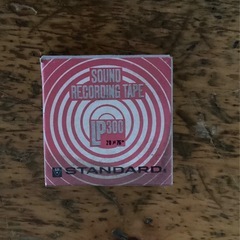 SOUND
RECORDING TAPE
LP300
STANDARD